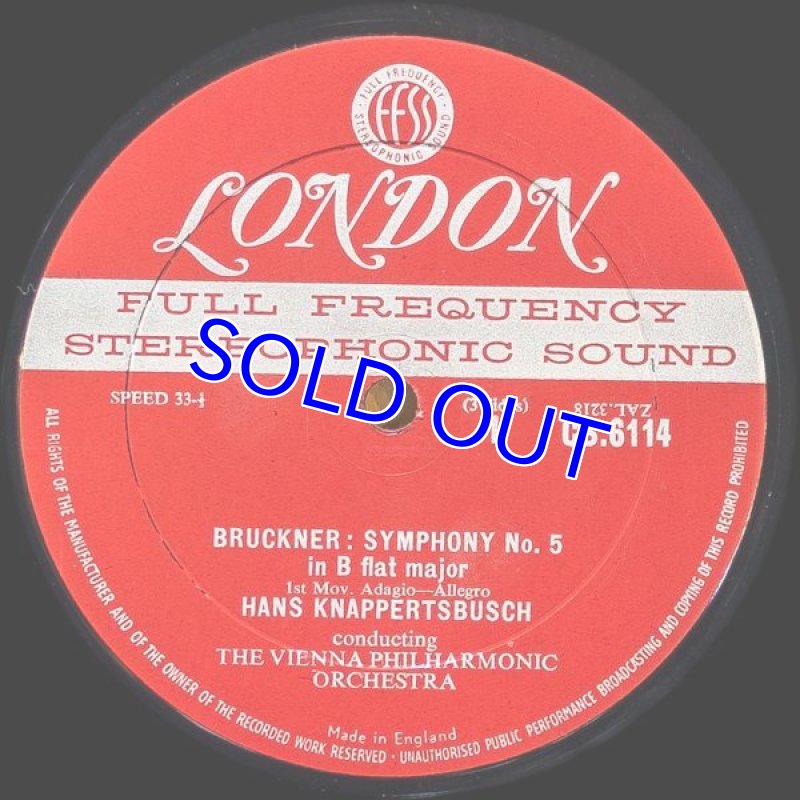 FULL FREQUENCY
FFSS
STEREOPHONIC SOUND
LONDON
FULL FREQUENCY
STEREOPHONIC SOUND
SOLD OUT
SPEED 33-⅓
ZAL.3218
CS.6114
BRUCKNER: SYMPHONY No. 5
in B flat major
1st Mov. Adagio—Allegro
HANS KNAPPERTSBUSCH
conducting
THE VIENNA PHILHARMONIC
ORCHESTRA
Made in England
ALL RIGHTS OF THE MANUFACTURER AND OF THE OWNER OF THE RECORDED WORK RESERVED · UNAUTHORISED PUBLIC PERFORMANCE BROADCASTING AND COPYING OF THIS RECORD PROHIBITED